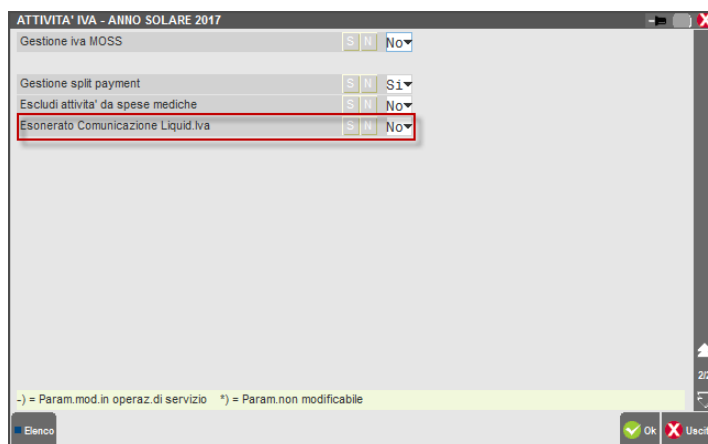 ATTIVITA' IVA - ANNO SOLARE 2017
Gestione iva MOSS S N No
Gestione split payment S N Si
Escludi attivita' da spese mediche S N No
Esonerato Comunicazione Liquid.Iva S N No
2/2
-) = Param.mod.in operaz.di servizio *) = Param.non modificabile
Elenco Ok Uscit